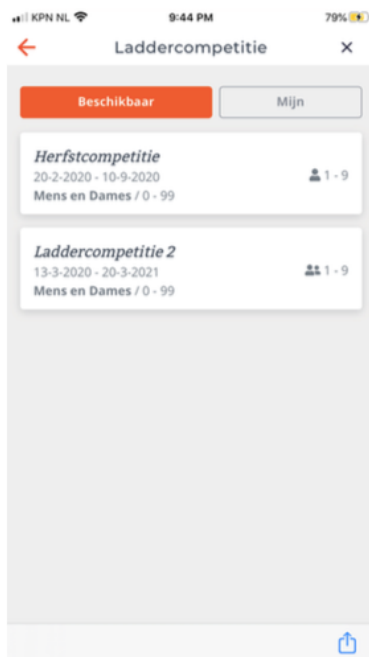 KPN NL 9:44 PM 79%
Laddercompetitie
Beschikbaar Mijn
Herfstcompetitie
20-2-2020 - 10-9-2020 1 - 9
Mens en Dames / 0 - 99
Laddercompetitie 2
13-3-2020 - 20-3-2021 1 - 9
Mens en Dames / 0 - 99